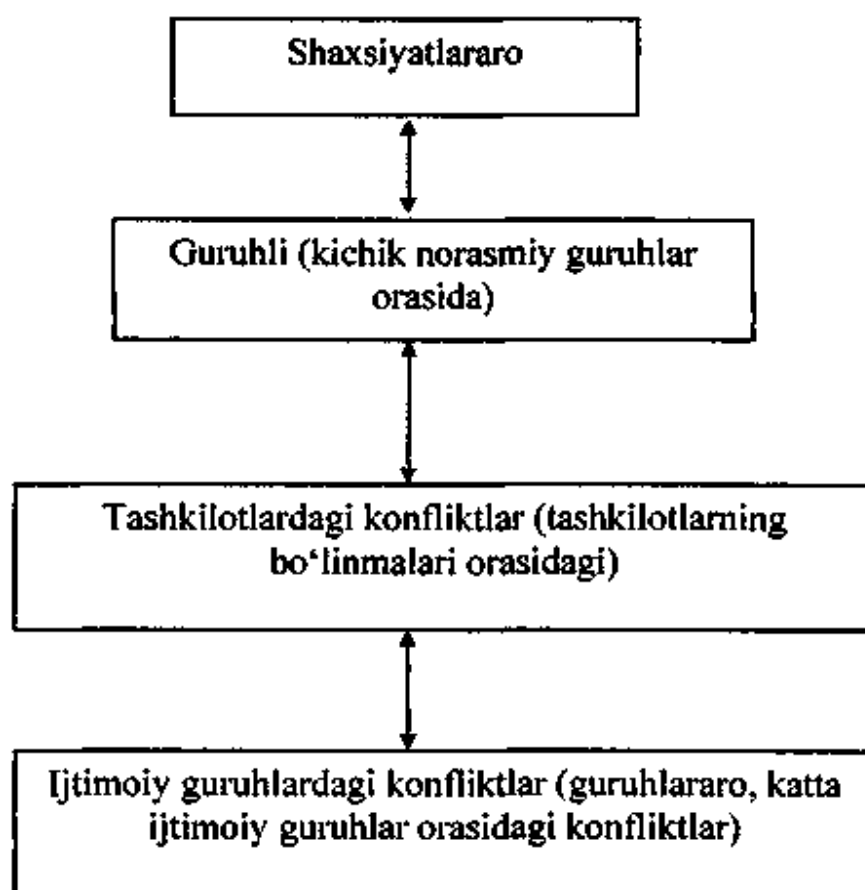 Shaxsiyatlararo
Guruhli (kichik norasmiy guruhlar
orasida)
Tashkilotlardagi konfliktlar (tashkilotlarning
bo‘linmalari orasidagi)
Ijtimoiy guruhlardagi konfliktlar (guruhlararo, katta
ijtimoiy guruhlar orasidagi konfliktlar)